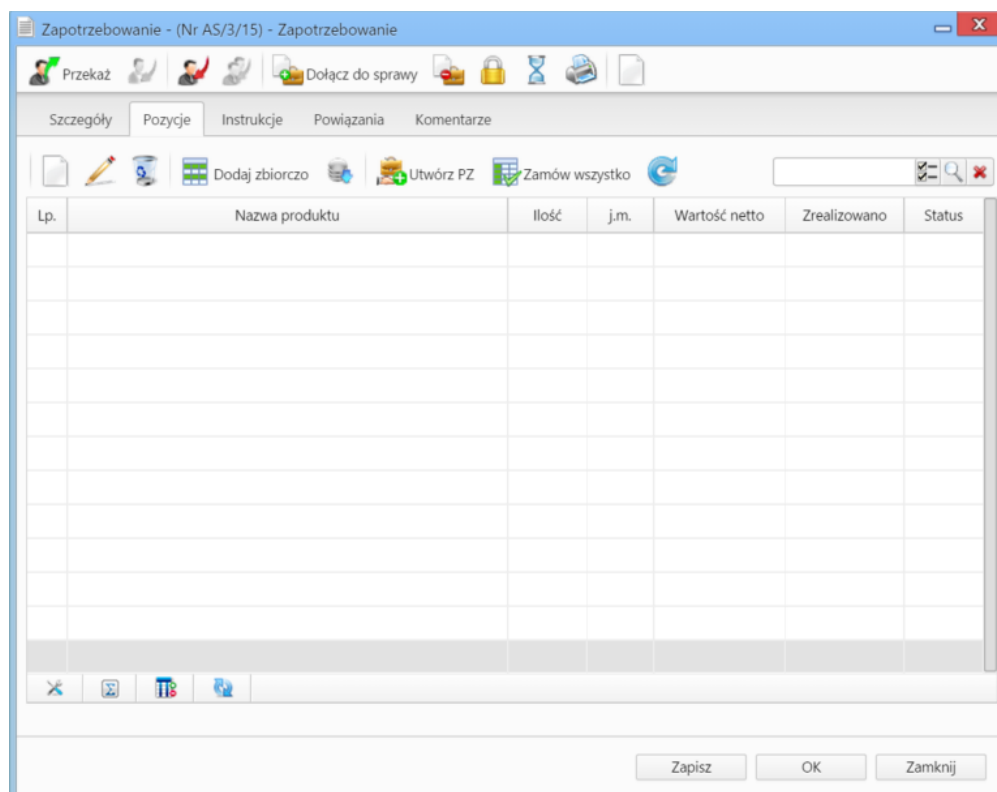 Zapotrzebowanie - (Nr AS/3/15) - Zapotrzebowanie
Przekaż Dołącz do sprawy
Szczegóły Pozycje Instrukcje Powiązania Komentarze
Dodaj zbiorczo Utwórz PZ Zamów wszystko
Lp. Nazwa produktu Ilość j.m. Wartość netto Zrealizowano Status
Zapisz OK Zamknij